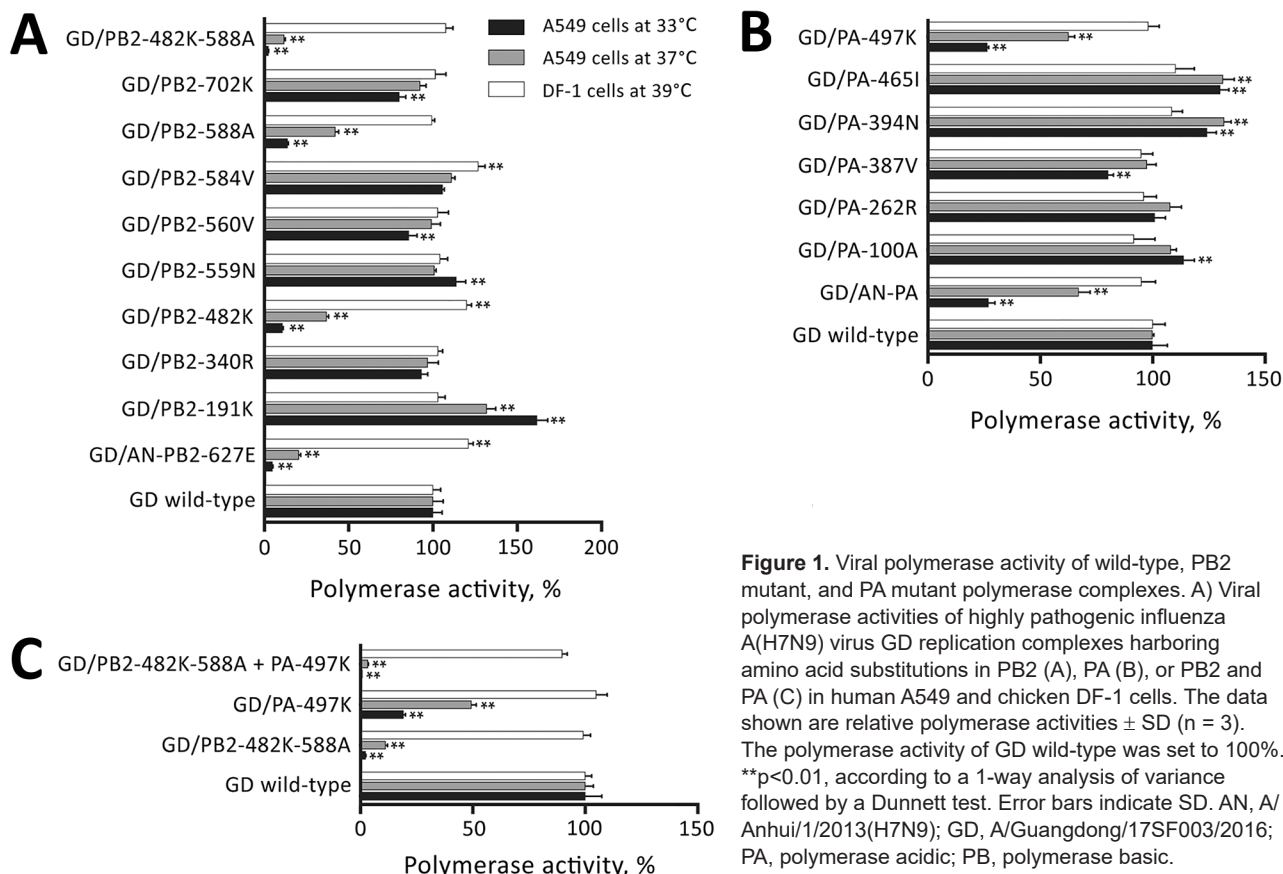 A
A549 cells at 33°C
A549 cells at 37°C
DF-1 cells at 39°C
GD/PB2-482K-588A
**
**
GD/PB2-702K
**
GD/PB2-588A
**
**
GD/PB2-584V
**
GD/PB2-560V
**
GD/PB2-559N
**
GD/PB2-482K
**
**
**
GD/PB2-340R
GD/PB2-191K
**
**
GD/AN-PB2-627E
**
**
**
GD wild-type
0 50 100 150 200
Polymerase activity, %
B
GD/PA-497K
**
**
GD/PA-465I
**
**
GD/PA-394N
**
**
GD/PA-387V
**
GD/PA-262R
GD/PA-100A
**
GD/AN-PA
**
**
GD wild-type
0 50 100 150
Polymerase activity, %
C
GD/PB2-482K-588A + PA-497K
**
**
GD/PA-497K
**
**
GD/PB2-482K-588A
**
**
GD wild-type
0 50 100 150
Polymerase activity, %
Figure 1. Viral polymerase activity of wild-type, PB2
mutant, and PA mutant polymerase complexes. A) Viral
polymerase activities of highly pathogenic influenza
A(H7N9) virus GD replication complexes harboring
amino acid substitutions in PB2 (A), PA (B), or PB2 and
PA (C) in human A549 and chicken DF-1 cells. The data
shown are relative polymerase activities ± SD (n = 3).
The polymerase activity of GD wild-type was set to 100%.
**p<0.01, according to a 1-way analysis of variance
followed by a Dunnett test. Error bars indicate SD. AN, A/
Anhui/1/2013(H7N9); GD, A/Guangdong/17SF003/2016;
PA, polymerase acidic; PB, polymerase basic.